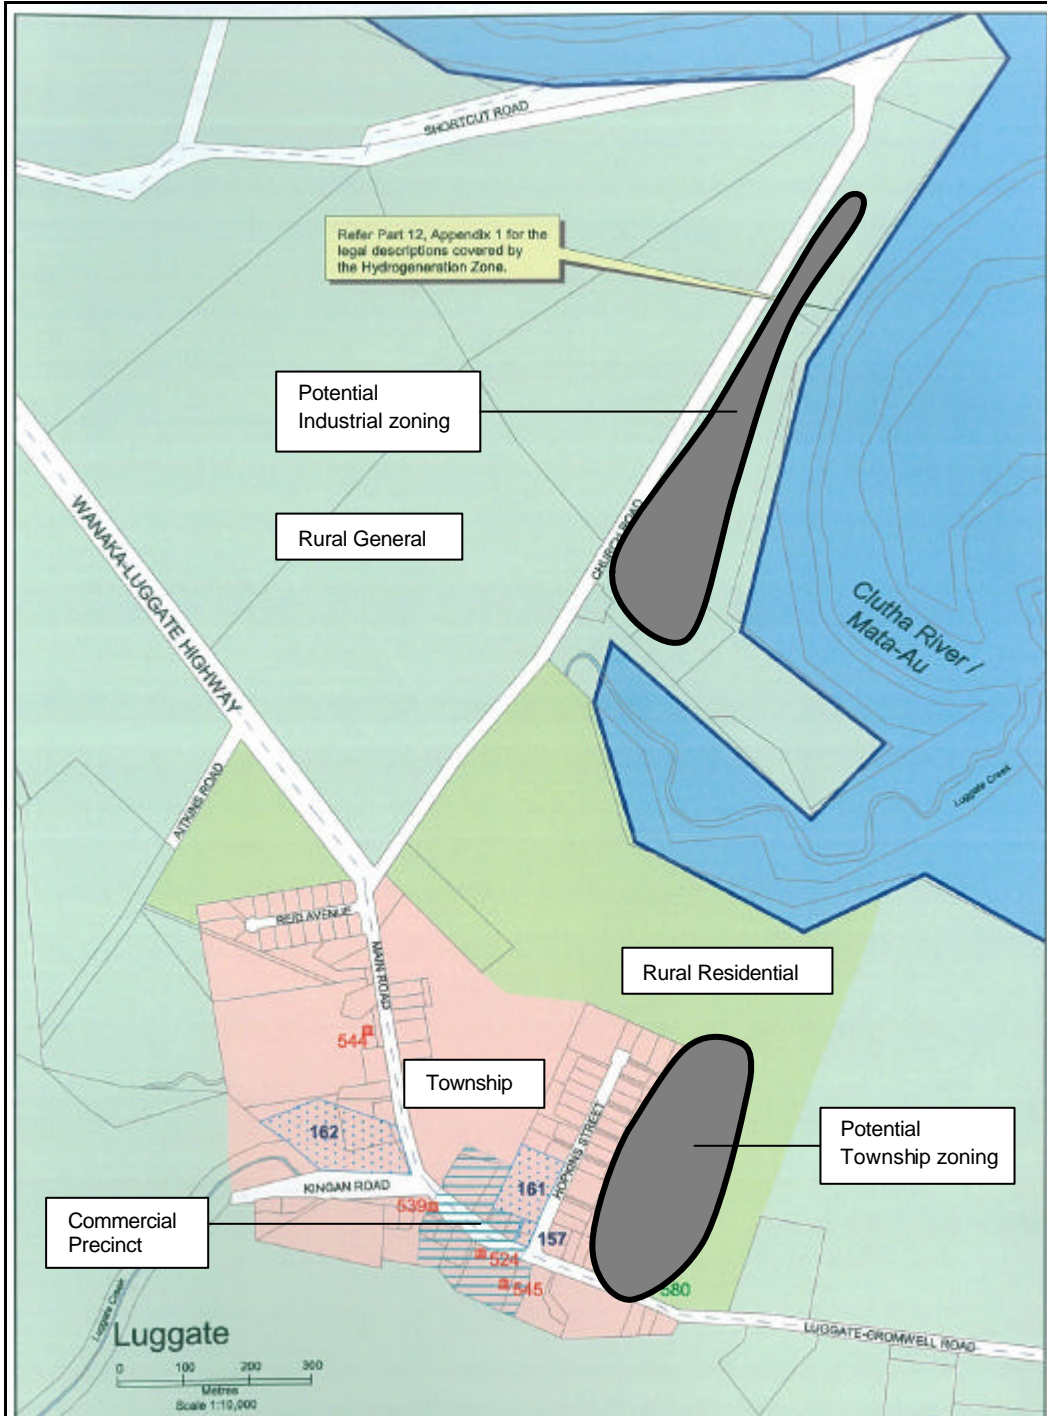 SHORTCUT ROAD
Refer Part 12, Appendix 1 for the
legal descriptions covered by
the Hydrogeneration Zone.
Potential
Industrial zoning
WANAKA-LUGGATE HIGHWAY
Rural General
CHURCH ROAD
Clutha River /
Mata-Au
Luggate Creek
AITKINS ROAD
REID AVENUE
MAIN ROAD
Rural Residential
544
Township
HOPKINS STREET
Potential
Township zoning
162
161
KINGAN ROAD
539
157
Commercial
Precinct
524
545
580
Luggate Creek
LUGGATE-CROMWELL ROAD
Luggate
0 100 200 300
Metres
Scale 1:10,000